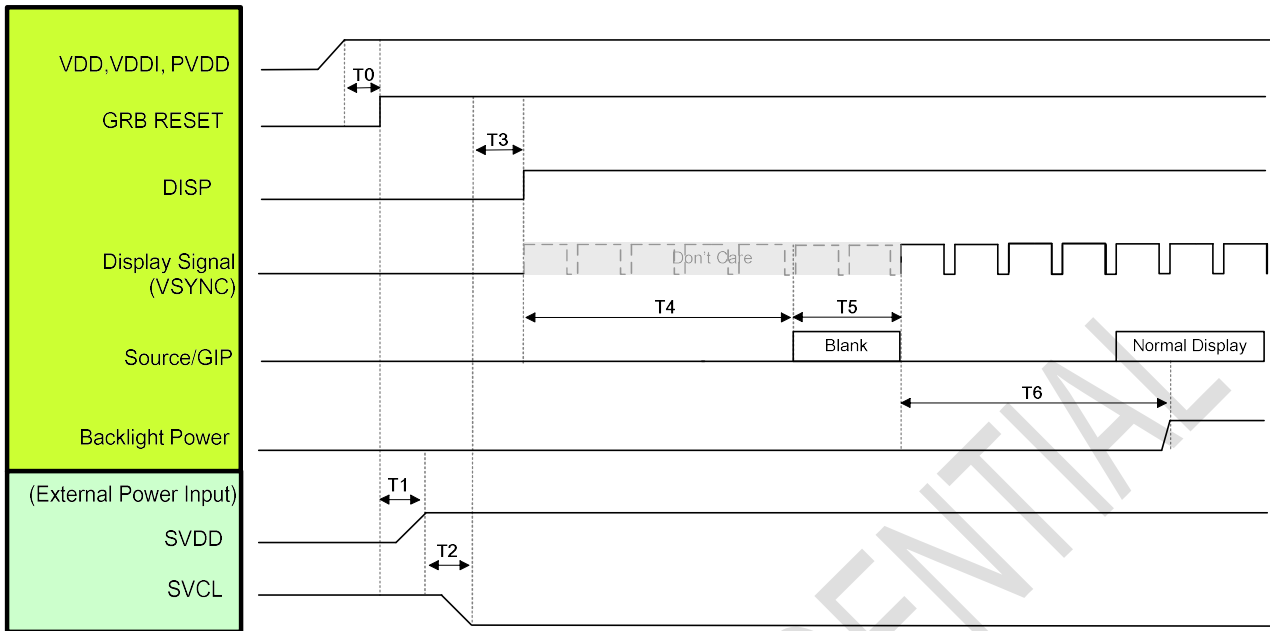 VDD,VDDI, PVDD
T0
GRB RESET
T3
DISP
Display Signal
(VSYNC)
Don't Care
T4
T5
Source/GIP
Blank
Normal Display
T6
Backlight Power
(External Power Input)
T1
SVDD
T2
SVCL